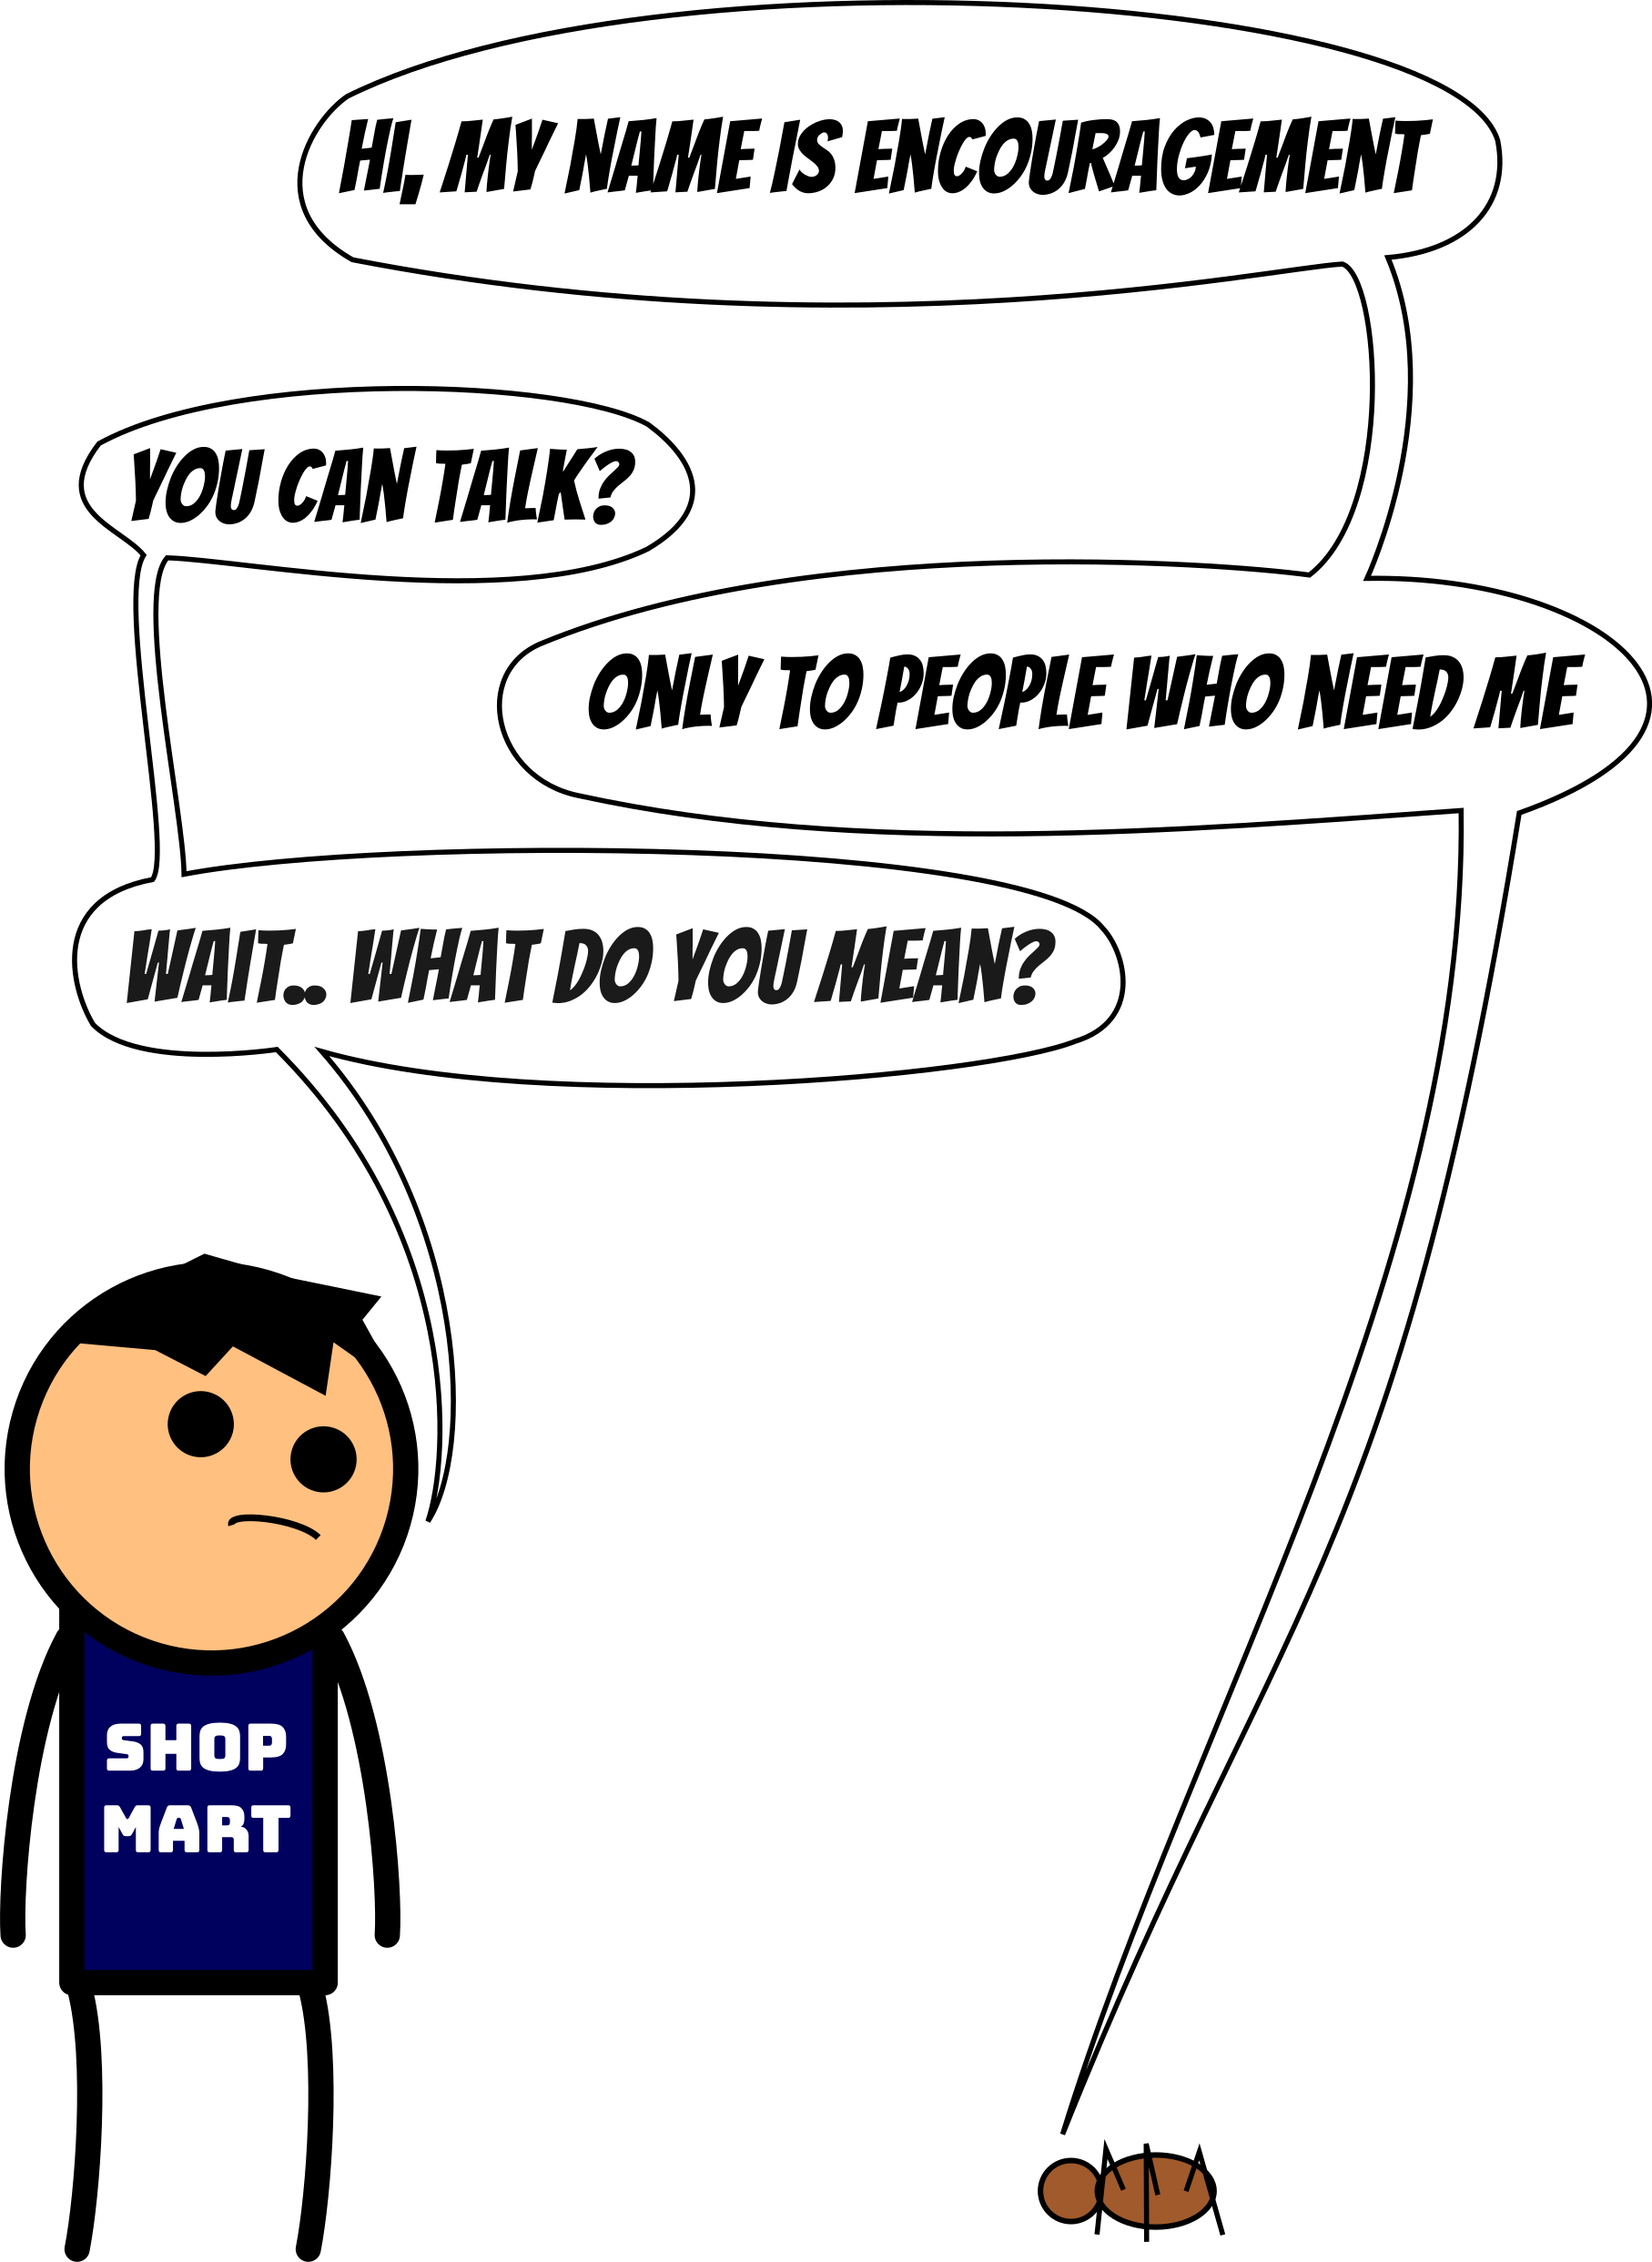 HI, MY NAME IS ENCOURAGEMENT
YOU CAN TALK?
ONLY TO PEOPLE WHO NEED ME
WAIT... WHAT DO YOU MEAN?
SHOP
MART